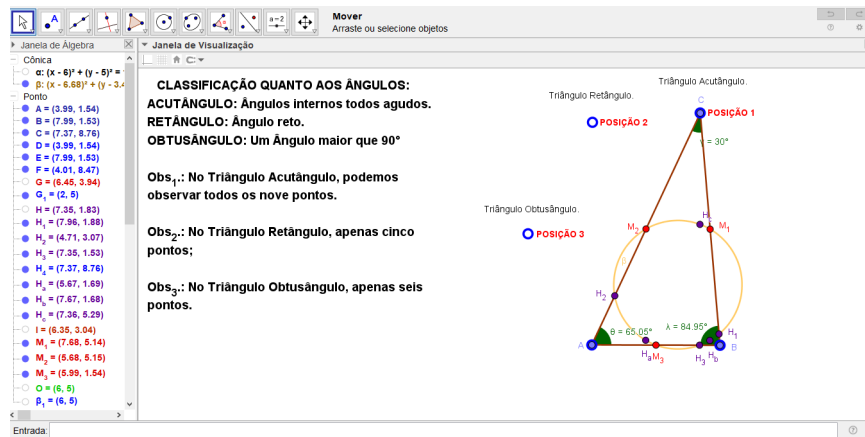 a=2
Mover
Arraste ou selecione objetos
Janela de Álgebra
Janela de Visualização
Cônica
α: (x - 6)² + (y - 5)² =
β: (x - 6.68)² + (y - 3.4
Ponto
A = (3.99, 1.54)
B = (7.99, 1.53)
C = (7.37, 8.76)
D = (3.99, 1.54)
E = (7.99, 1.53)
F = (4.01, 8.47)
G = (6.45, 3.94)
G₁ = (2, 5)
H = (7.35, 1.83)
H₁ = (7.96, 1.88)
H₂ = (4.71, 3.07)
H₃ = (7.35, 1.53)
H₄ = (7.37, 8.76)
Hₐ = (5.67, 1.69)
H_b = (7.67, 1.68)
H_c = (7.36, 5.29)
I = (6.35, 3.04)
M₁ = (7.68, 5.14)
M₂ = (5.68, 5.15)
M₃ = (5.99, 1.54)
O = (6, 5)
β₁ = (6, 5)
CLASSIFICAÇÃO QUANTO AOS ÂNGULOS:
ACUTÂNGULO: Ângulos internos todos agudos.
RETÂNGULO: Ângulo reto.
OBTUSÂNGULO: Um Ângulo maior que 90°
Obs₁.: No Triângulo Acutângulo, podemos
observar todos os nove pontos.
Obs₂.: No Triângulo Retângulo, apenas cinco
pontos;
Obs₃.: No Triângulo Obtusângulo, apenas seis
pontos.
Triângulo Acutângulo.
Triângulo Retângulo.
C
POSIÇÃO 1
POSIÇÃO 2
= 30°
Triângulo Obtusângulo.
POSIÇÃO 3
M₂
M₁
β
H₂
θ = 65.05°
λ = 84.95°
H₁
A
Hₐ
M₃
H₃
H_b
B
Entrada: